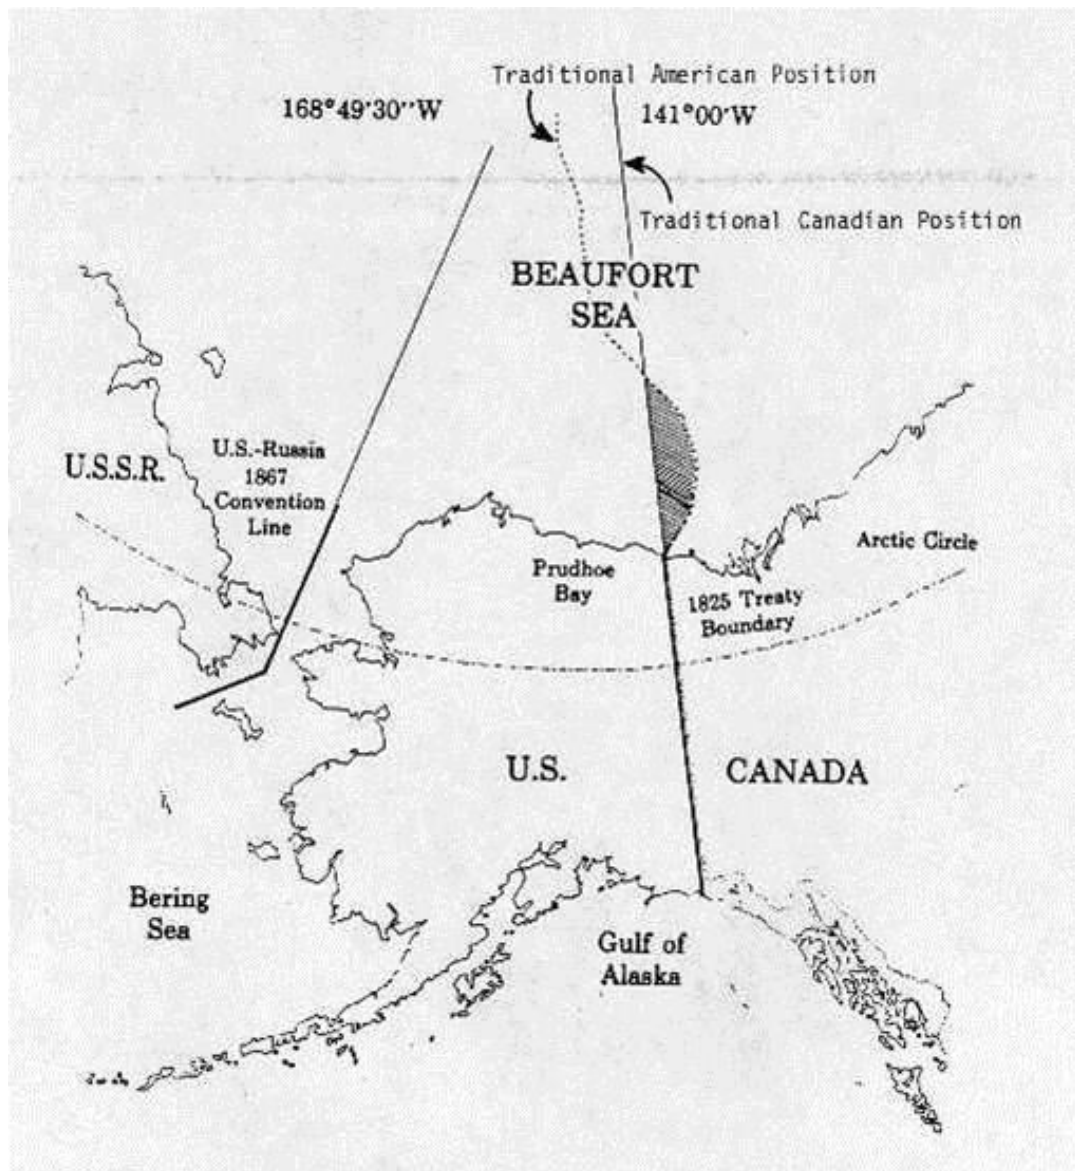 Traditional American Position
168°49'30''W
141°00'W
Traditional Canadian Position
BEAUFORT
SEA
U.S.S.R.
U.S.-Russia
1867
Convention
Line
Arctic Circle
Prudhoe
Bay
1825 Treaty
Boundary
U.S.
CANADA
Bering
Sea
Gulf of
Alaska